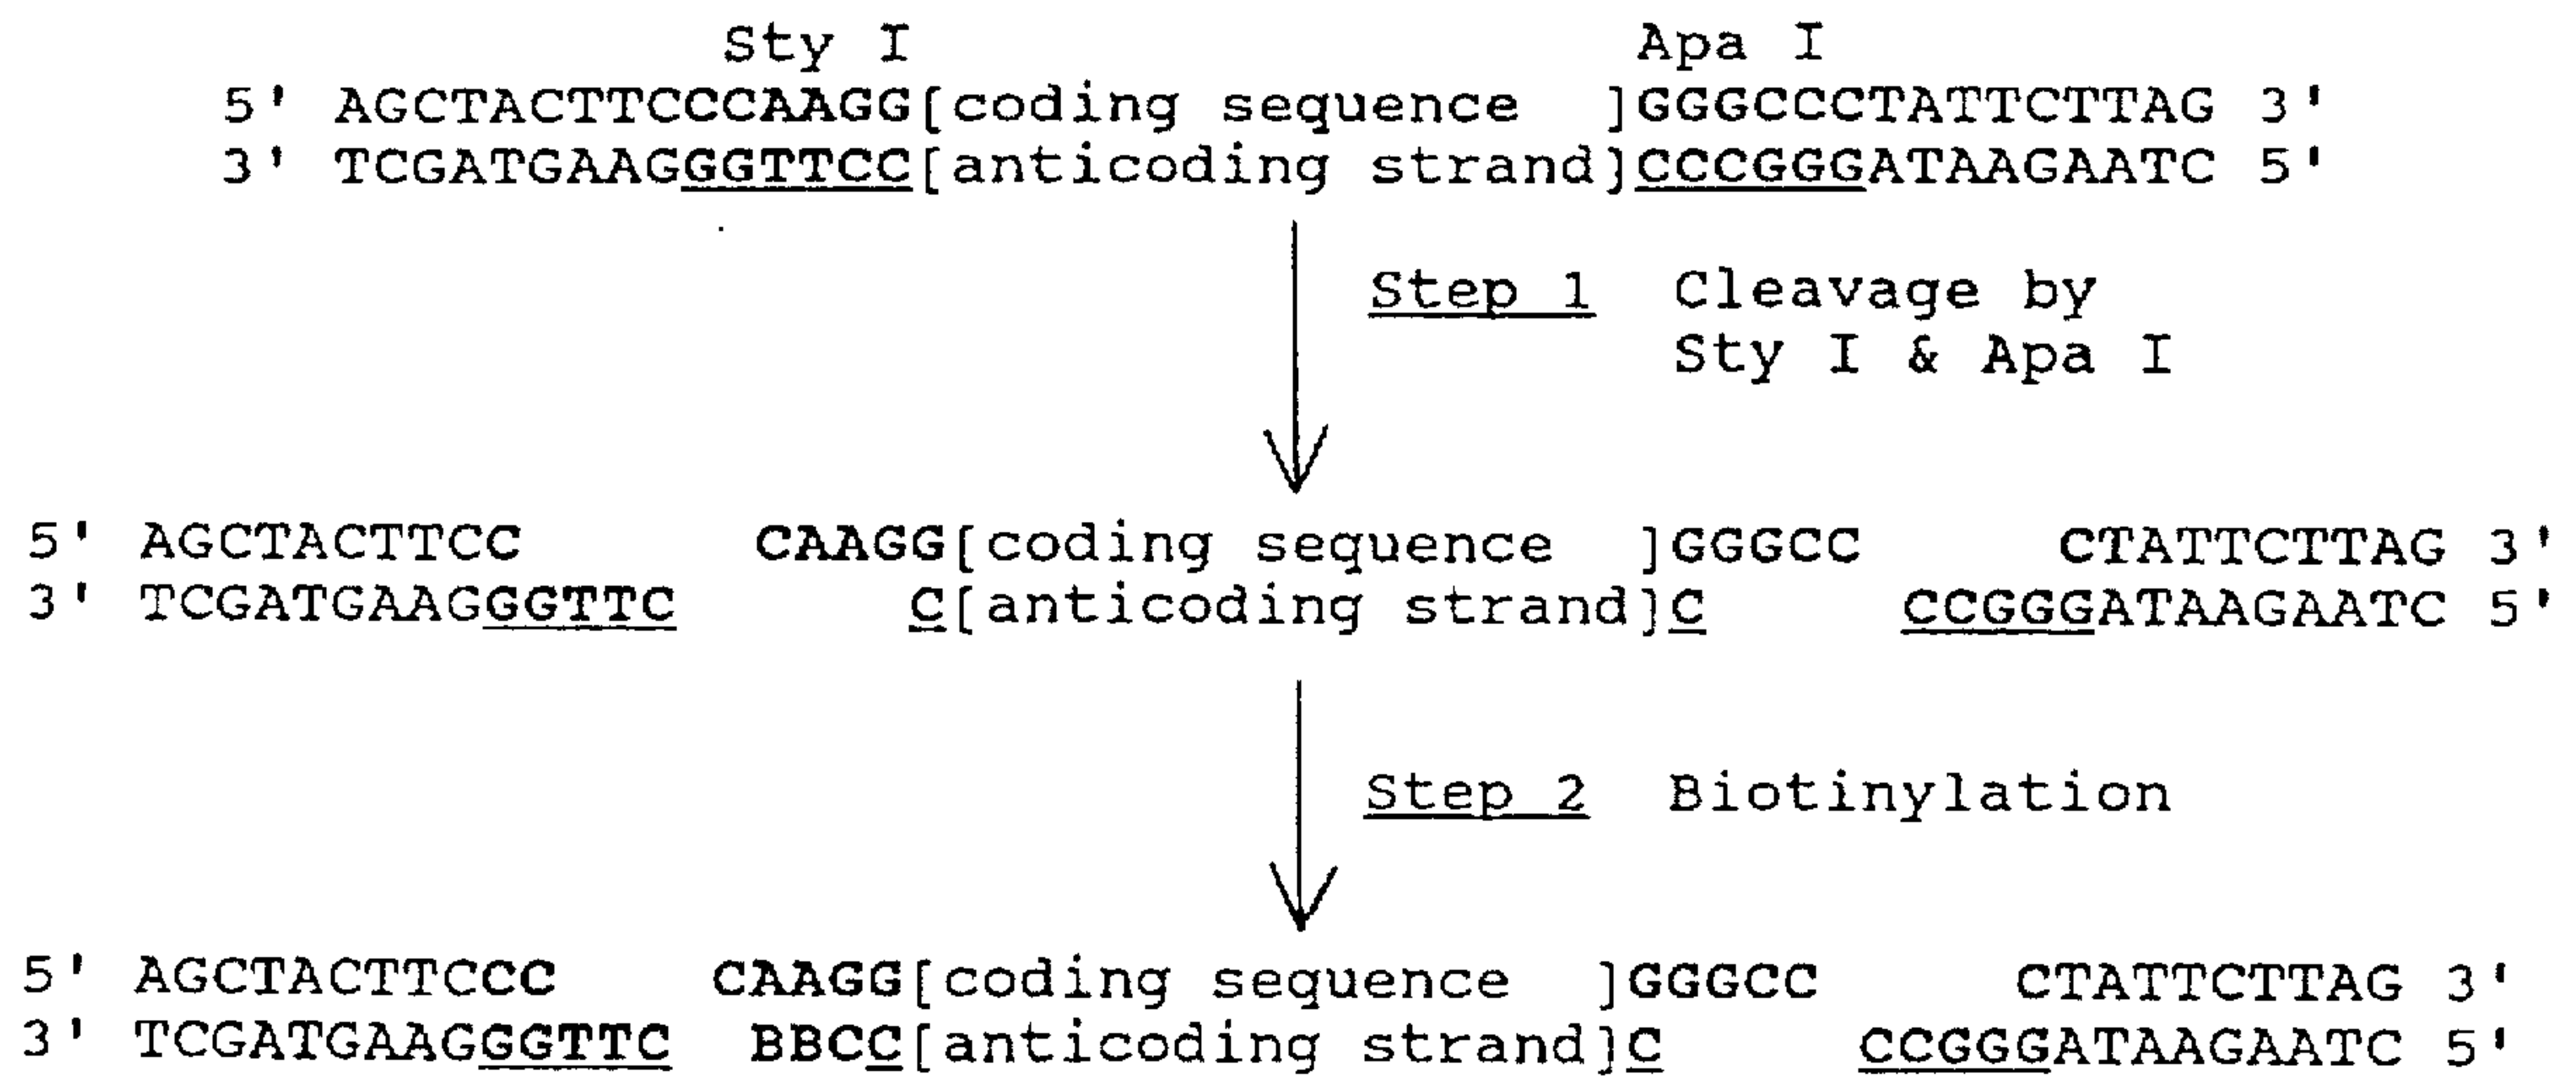 Sty I Apa I
5' AGCTACTTCCCAAGG[coding sequence ]GGGCCCTATTCTTAG 3'
3' TCGATGAAGGGTTCC[anticoding strand]CCCGGGATAAGAATC 5'
Step 1 Cleavage by
Sty I & Apa I
5' AGCTACTTCC CAAGG[coding sequence ]GGGCC CTATTCTTAG 3'
3' TCGATGAAGGGTTC C[anticoding strand]C CCGGGATAAGAATC 5'
Step 2 Biotinylation
5' AGCTACTTCCC CAAGG[coding sequence ]GGGCC CTATTCTTAG 3'
3' TCGATGAAGGGTTC BBCC[anticoding strand]C CCGGGATAAGAATC 5'